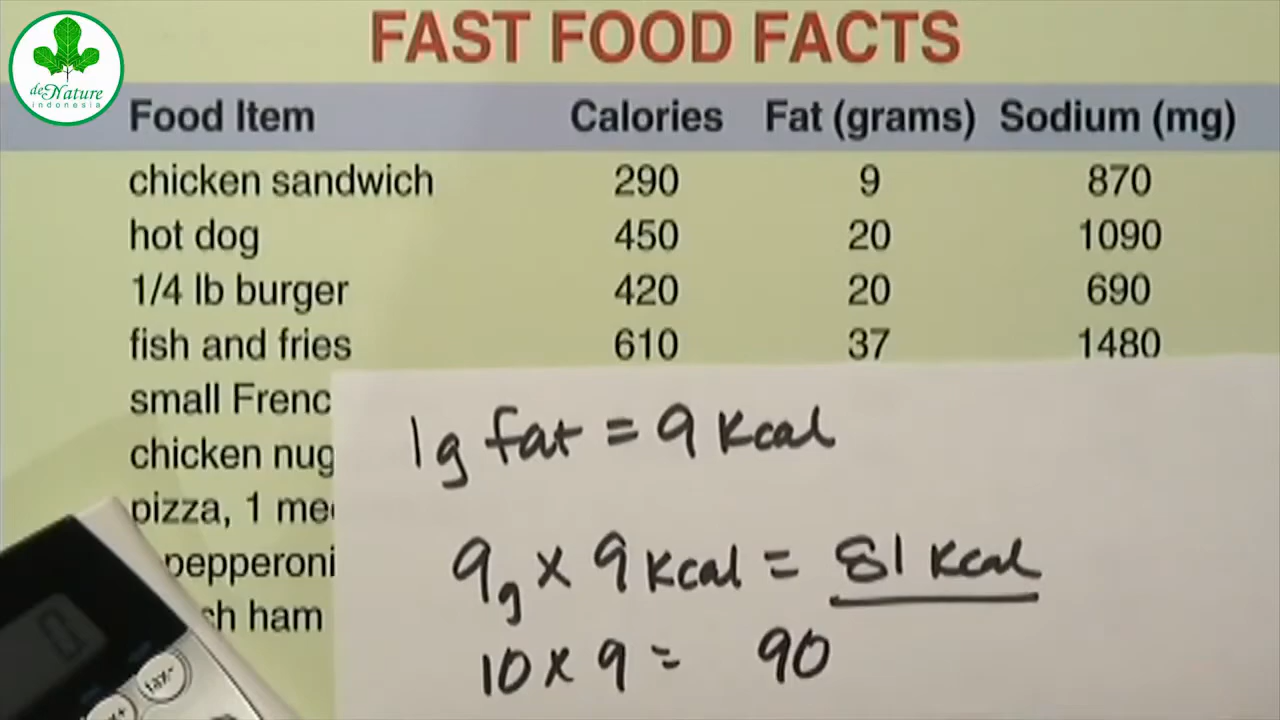 deNature
indonesia
FAST FOOD FACTS
Food Item Calories Fat (grams) Sodium (mg)
chicken sandwich 290 9 870
hot dog 450 20 1090
1/4 lb burger 420 20 690
fish and fries 610 37 1480
small Frenc
chicken nug
pizza, 1 me
pepperoni
ch ham
1g fat = 9 Kcal
9g x 9 Kcal = 81 Kcal
10 x 9 = 90
tax-